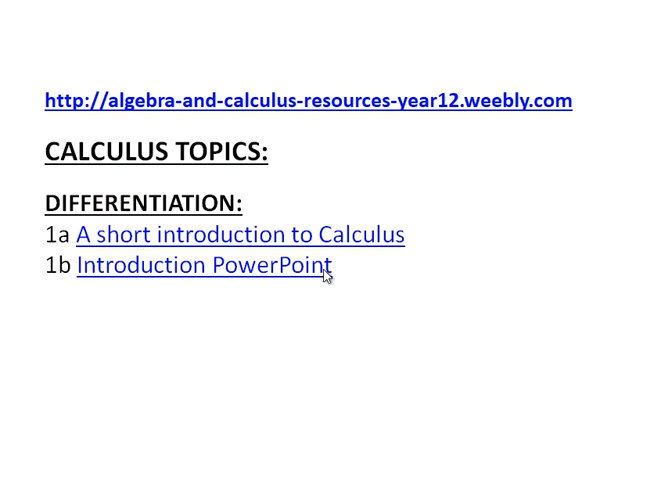 http://algebra-and-calculus-resources-year12.weebly.com
CALCULUS TOPICS:
DIFFERENTIATION:
1a A short introduction to Calculus
1b Introduction PowerPoint